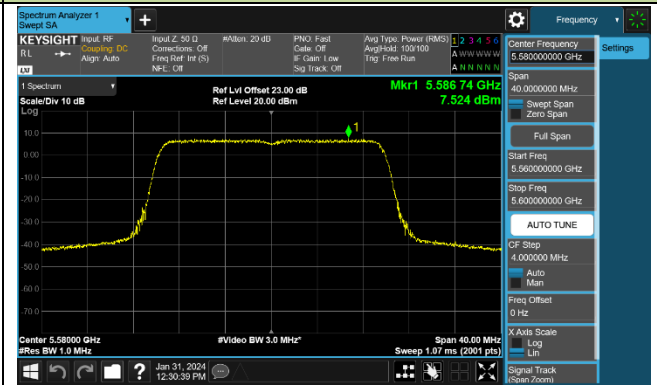 Spectrum Analyzer 1
Swept SA
+
Frequency
KEYSIGHT
Input: RF
Input Z: 50 Ω
#Atten: 20 dB
PNO: Fast
Avg Type: Power (RMS)
1 2 3 4 5 6
RL
Coupling: DC
Corrections: Off
Gate: Off
Avg|Hold: 100/100
A W W W W W
Align: Auto
Freq Ref: Int (S)
IF Gain: Low
Trig: Free Run
NFE: Off
Sig Track: Off
A N N N N N
LXI
1 Spectrum
Ref Lvl Offset 23.00 dB
Mkr1 5.586 74 GHz
Scale/Div 10 dB
Ref Level 20.00 dBm
7.524 dBm
Log
1
10.0
0.00
-10.0
-20.0
-30.0
-40.0
-50.0
-60.0
-70.0
Center 5.58000 GHz
#Video BW 3.0 MHz*
Span 40.00 MHz
#Res BW 1.0 MHz
Sweep 1.07 ms (2001 pts)
Center Frequency
5.580000000 GHz
Settings
Span
40.0000000 MHz
Swept Span
Zero Span
Full Span
Start Freq
5.560000000 GHz
Stop Freq
5.600000000 GHz
AUTO TUNE
CF Step
4.000000 MHz
Auto
Man
Freq Offset
0 Hz
X Axis Scale
Log
Lin
Signal Track
(Span Zoom)
?
Jan 31, 2024
12:30:39 PM